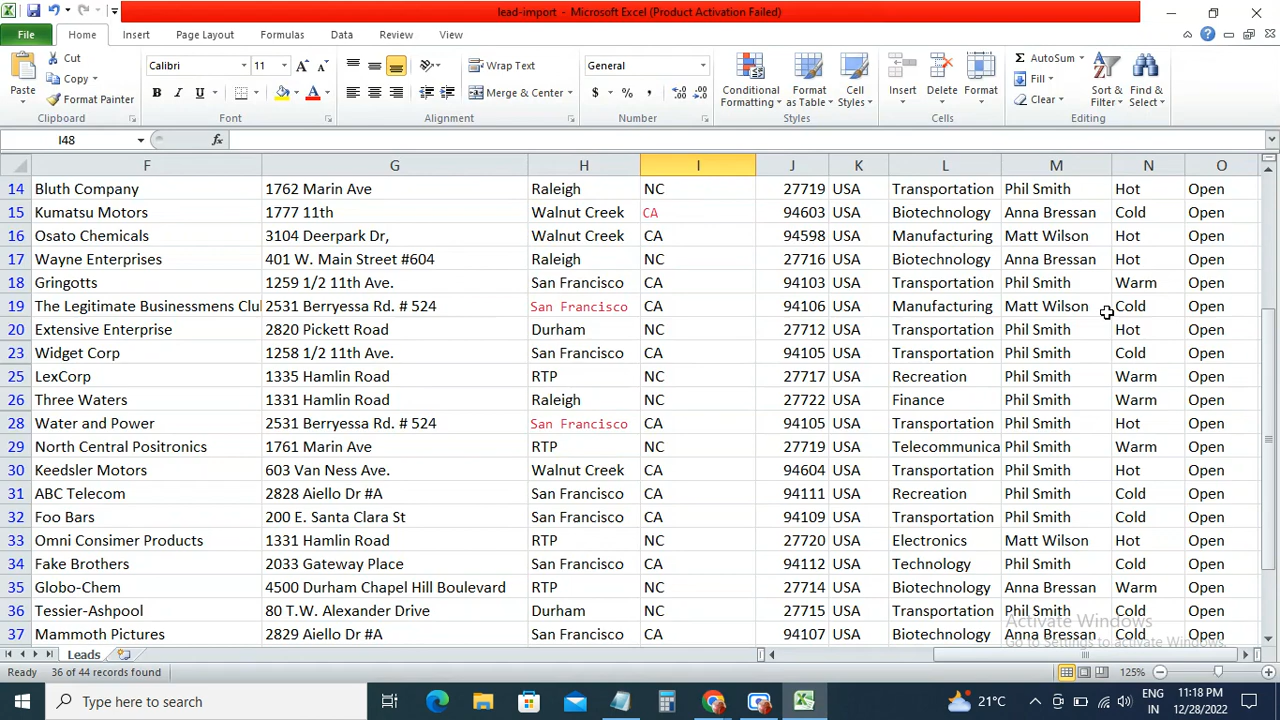 lead-import - Microsoft Excel (Product Activation Failed)
File Home Insert Page Layout Formulas Data Review View
Paste Cut Copy Format Painter Clipboard
Calibri 11 B I U A Font
Wrap Text Merge & Center Alignment
General $ % , Number
Conditional Formatting Format as Table Cell Styles Styles
Insert Delete Format Cells
AutoSum Fill Clear Sort & Filter Find & Select Editing
I48 fx
F G H I J K L M N O
14 Bluth Company 1762 Marin Ave Raleigh NC 27719 USA Transportation Phil Smith Hot Open
15 Kumatsu Motors 1777 11th Walnut Creek CA 94603 USA Biotechnology Anna Bressan Cold Open
16 Osato Chemicals 3104 Deerpark Dr, Walnut Creek CA 94598 USA Manufacturing Matt Wilson Hot Open
17 Wayne Enterprises 401 W. Main Street #604 Raleigh NC 27716 USA Biotechnology Anna Bressan Hot Open
18 Gringotts 1259 1/2 11th Ave. San Francisco CA 94103 USA Transportation Phil Smith Warm Open
19 The Legitimate Businessmens Clu 2531 Berryessa Rd. # 524 San Francisco CA 94106 USA Manufacturing Matt Wilson Cold Open
20 Extensive Enterprise 2820 Pickett Road Durham NC 27712 USA Transportation Phil Smith Hot Open
23 Widget Corp 1258 1/2 11th Ave. San Francisco CA 94105 USA Transportation Phil Smith Cold Open
25 LexCorp 1335 Hamlin Road RTP NC 27717 USA Recreation Phil Smith Warm Open
26 Three Waters 1331 Hamlin Road Raleigh NC 27722 USA Finance Phil Smith Warm Open
28 Water and Power 2531 Berryessa Rd. # 524 San Francisco CA 94105 USA Transportation Phil Smith Hot Open
29 North Central Positronics 1761 Marin Ave RTP NC 27719 USA Telecommunica Phil Smith Warm Open
30 Keedsler Motors 603 Van Ness Ave. Walnut Creek CA 94604 USA Transportation Phil Smith Hot Open
31 ABC Telecom 2828 Aiello Dr #A San Francisco CA 94111 USA Recreation Phil Smith Cold Open
32 Foo Bars 200 E. Santa Clara St San Francisco CA 94109 USA Transportation Phil Smith Cold Open
33 Omni Consimer Products 1331 Hamlin Road RTP NC 27720 USA Electronics Matt Wilson Hot Open
34 Fake Brothers 2033 Gateway Place San Francisco CA 94112 USA Technology Phil Smith Cold Open
35 Globo-Chem 4500 Durham Chapel Hill Boulevard RTP NC 27714 USA Biotechnology Anna Bressan Warm Open
36 Tessier-Ashpool 80 T.W. Alexander Drive Durham NC 27715 USA Transportation Phil Smith Cold Open
37 Mammoth Pictures 2829 Aiello Dr #A San Francisco CA 94107 USA Biotechnology Anna Bressan Cold Open
Activate Windows
Go to Settings to activate Windows.
Leads
Ready 36 of 44 records found 125%
Type here to search 21°C ENG IN 11:18 PM 12/28/2022